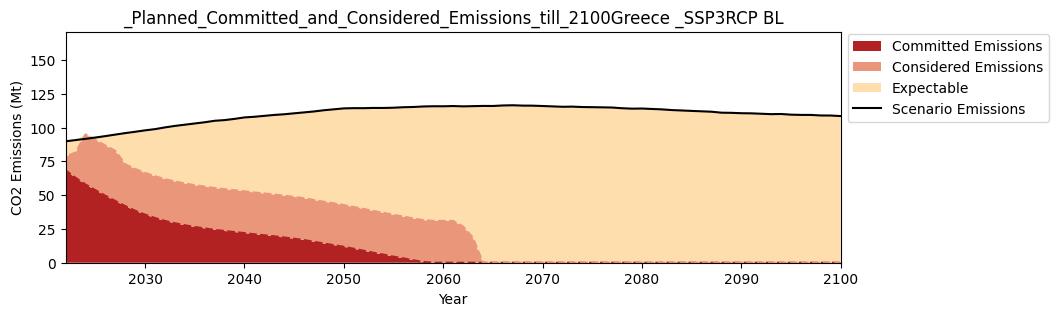 _Planned_Committed_and_Considered_Emissions_till_2100Greece _SSP3RCP BL
CO2 Emissions (Mt)
150
125
100
75
50
25
0
2030 2040 2050 2060 2070 2080 2090 2100
Year
Committed Emissions
Considered Emissions
Expectable
Scenario Emissions